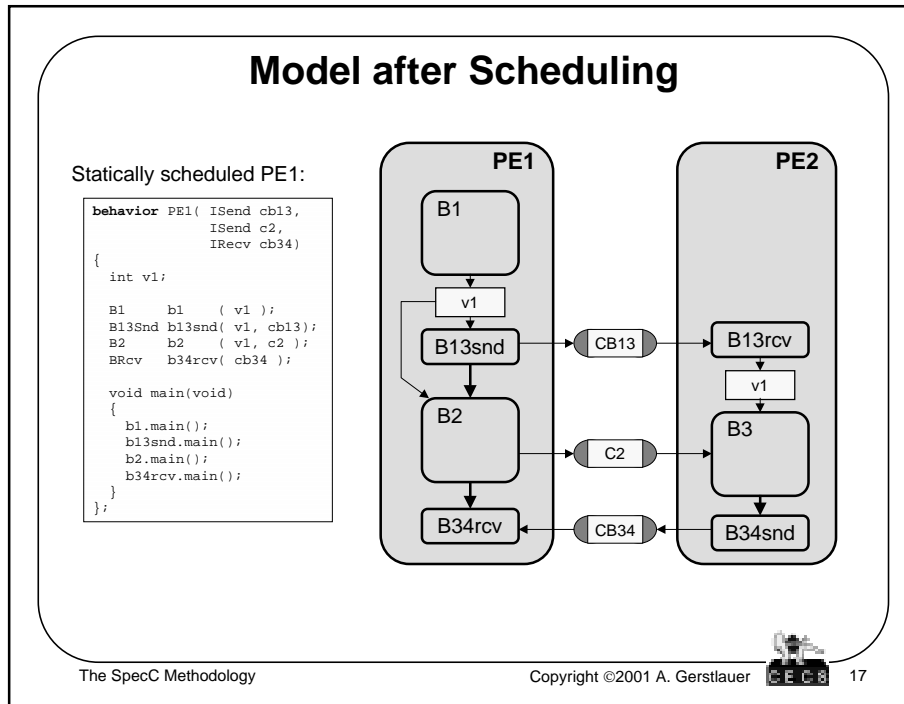 Model after Scheduling
Statically scheduled PE1:
behavior PE1( ISend cb13,
ISend c2,
IRecv cb34)
{
int v1;
B1 b1 ( v1 );
B13Snd b13snd( v1, cb13);
B2 b2 ( v1, c2 );
BRcv b34rcv( cb34 );
void main(void)
{
b1.main();
b13snd.main();
b2.main();
b34rcv.main();
}
};
PE1
B1
v1
B13snd
B2
B34rcv
CB13
C2
CB34
PE2
B13rcv
v1
B3
B34snd
The SpecC Methodology
Copyright ©2001 A. Gerstlauer
CECS
17